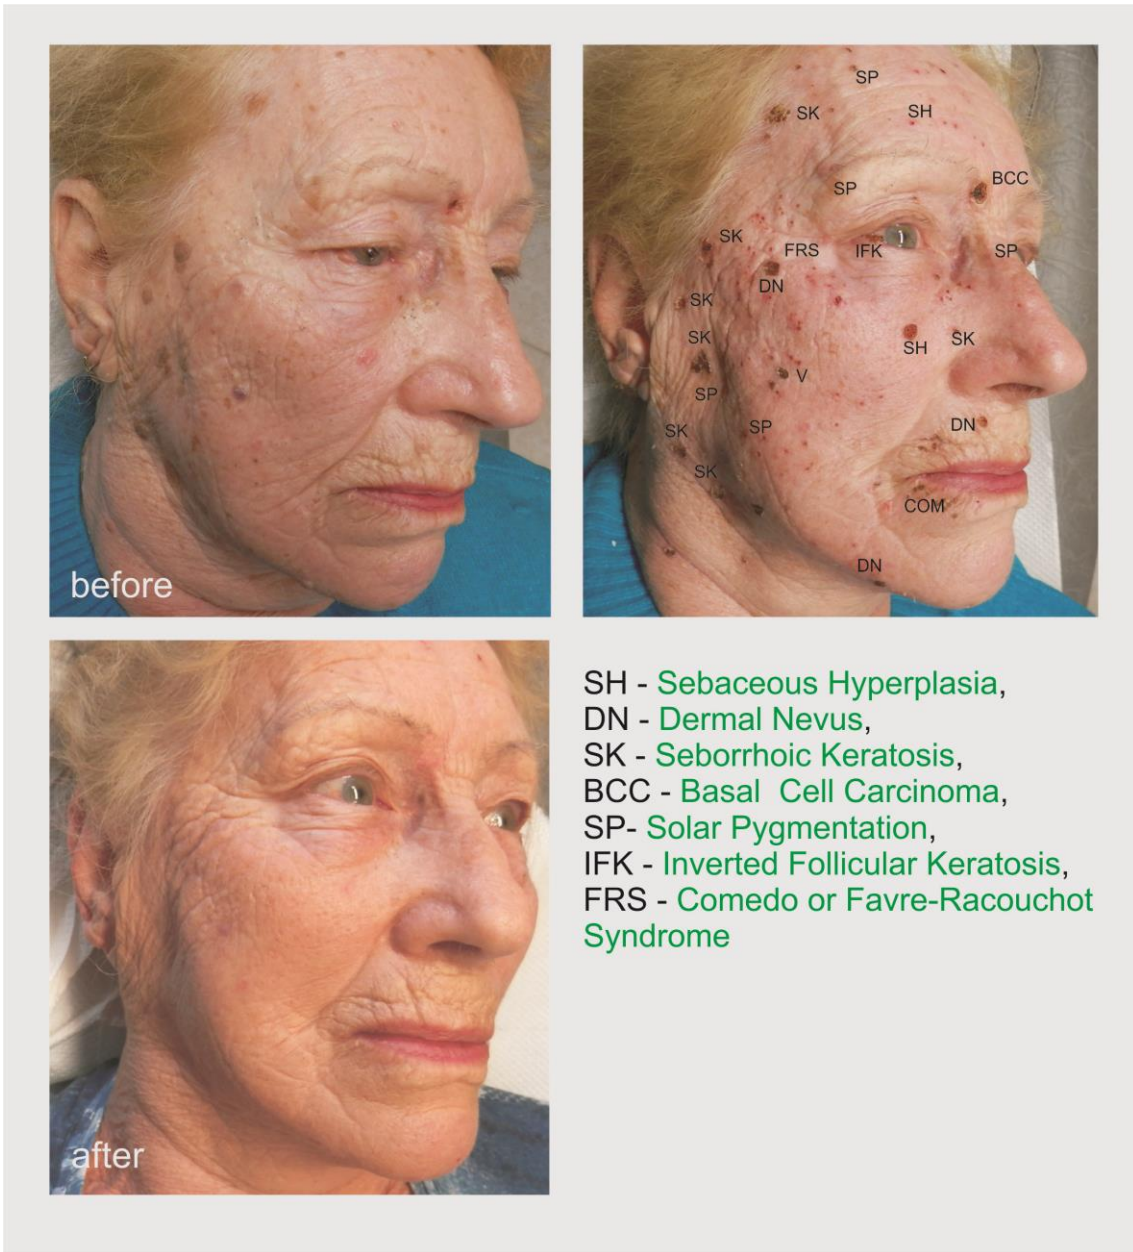 before
SP
SK
SH
SP
BCC
SK
FRS
IFK
SP
DN
SK
SK
SH
SK
V
SP
SK
SP
DN
SK
COM
DN
after
SH - Sebaceous Hyperplasia,
DN - Dermal Nevus,
SK - Seborrhoic Keratosis,
BCC - Basal Cell Carcinoma,
SP- Solar Pygmentation,
IFK - Inverted Follicular Keratosis,
FRS - Comedo or Favre-Racouchot
Syndrome